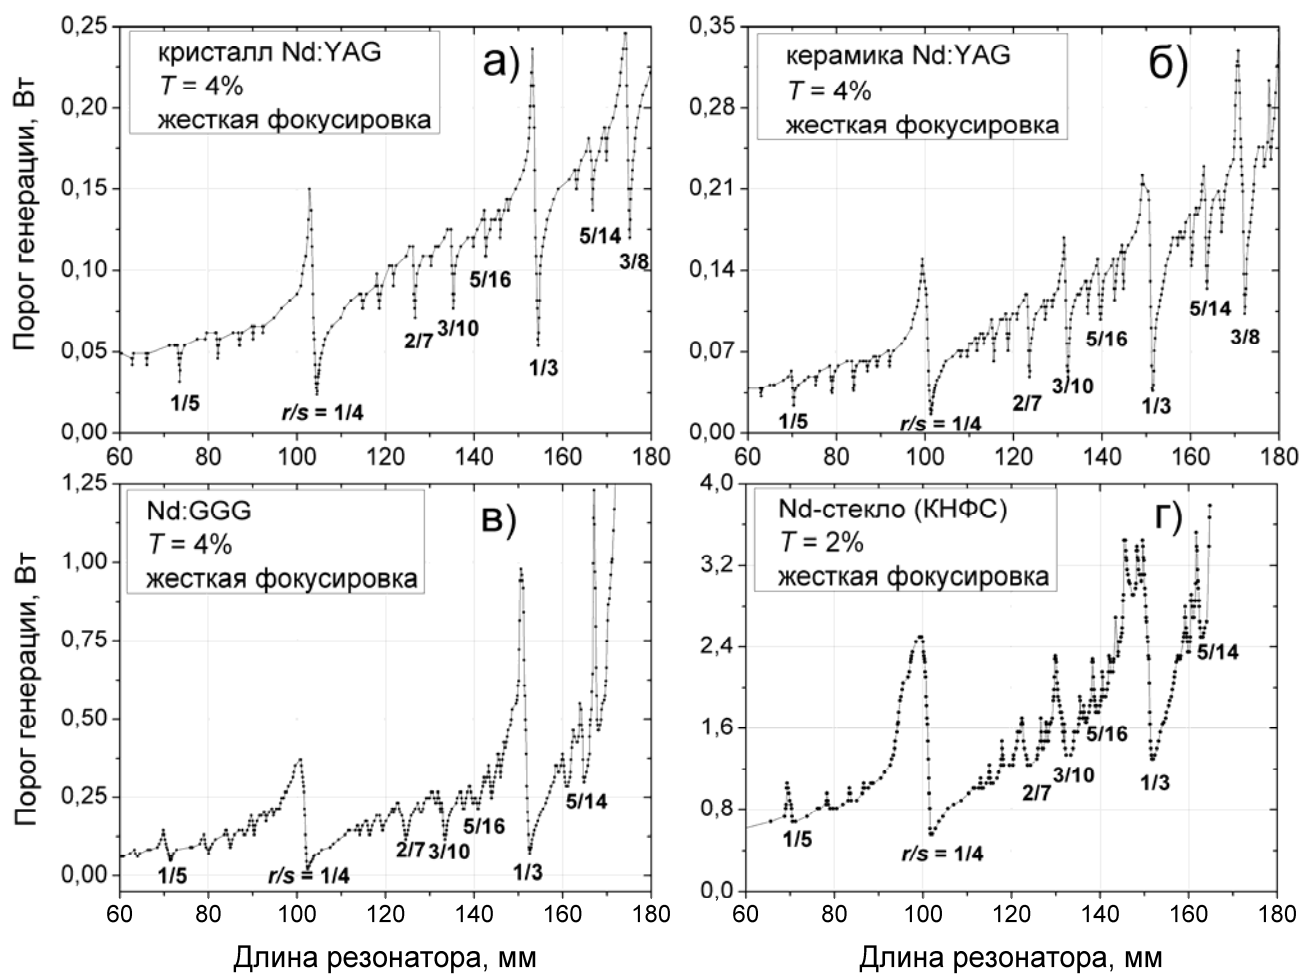 0,25
0,20
0,15
0,10
0,05
0,00
Порог генерации, Вт
кристалл Nd:YAG
T = 4%
жесткая фокусировка
а)
1/5
r/s = 1/4
2/7
3/10
5/16
1/3
5/14
3/8
60 80 100 120 140 160 180
0,35
0,28
0,21
0,14
0,07
0,00
керамика Nd:YAG
T = 4%
жесткая фокусировка
б)
1/5
r/s = 1/4
2/7
3/10
5/16
1/3
5/14
3/8
60 80 100 120 140 160 180
1,25
1,00
0,75
0,50
0,25
0,00
Порог генерации, Вт
Nd:GGG
T = 4%
жесткая фокусировка
в)
1/5
r/s = 1/4
2/7
3/10
5/16
1/3
5/14
60 80 100 120 140 160 180
Длина резонатора, мм
4,0
3,2
2,4
1,6
0,8
0,0
Nd-стекло (КНФС)
T = 2%
жесткая фокусировка
г)
1/5
r/s = 1/4
2/7
3/10
5/16
1/3
5/14
60 80 100 120 140 160 180
Длина резонатора, мм